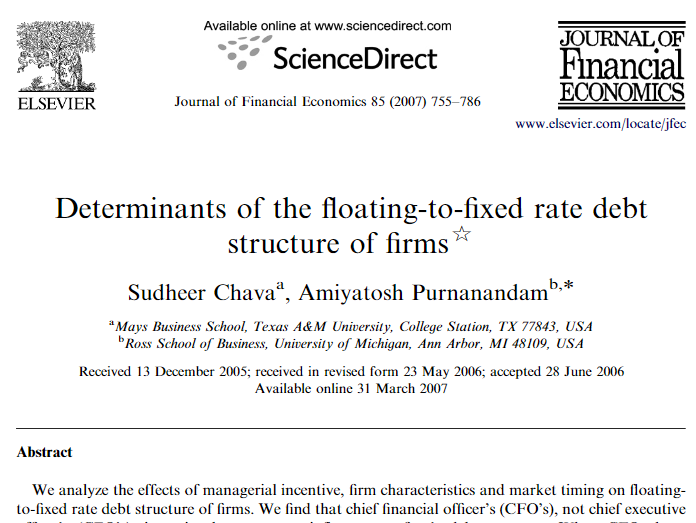 Available online at www.sciencedirect.com
ScienceDirect
ELSEVIER
JOURNAL OF
Financial
ECONOMICS
Journal of Financial Economics 85 (2007) 755–786
www.elsevier.com/locate/jfec
Determinants of the floating-to-fixed rate debt
structure of firms☆
Sudheer Chavaᵃ, Amiyatosh Purnanandamᵇ,*
ᵃMays Business School, Texas A&M University, College Station, TX 77843, USA
ᵇRoss School of Business, University of Michigan, Ann Arbor, MI 48109, USA
Received 13 December 2005; received in revised form 23 May 2006; accepted 28 June 2006
Available online 31 March 2007
Abstract
We analyze the effects of managerial incentive, firm characteristics and market timing on floating-
to-fixed rate debt structure of firms. We find that chief financial officer's (CFO's), not chief executive